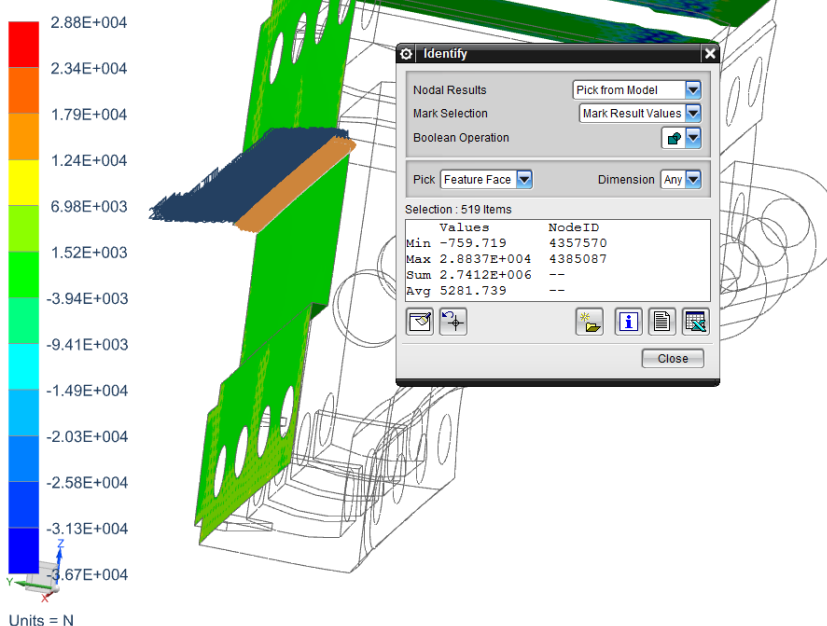 2.88E+004
2.34E+004
1.79E+004
1.24E+004
6.98E+003
1.52E+003
-3.94E+003
-9.41E+003
-1.49E+004
-2.03E+004
-2.58E+004
-3.13E+004
-3.67E+004
Z
Y
X
Units = N
Identify
Nodal Results Pick from Model
Mark Selection Mark Result Values
Boolean Operation
Pick Feature Face Dimension Any
Selection : 519 Items
Values NodeID
Min -759.719 4357570
Max 2.8837E+004 4385087
Sum 2.7412E+006 --
Avg 5281.739 --
Close